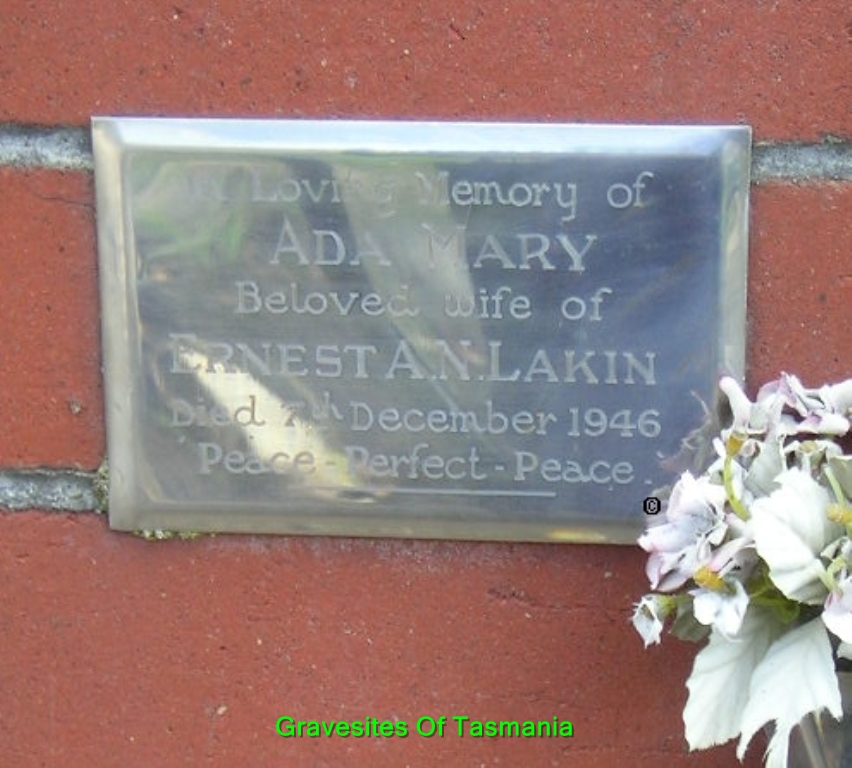 In Loving Memory of
ADA MARY
Beloved wife of
ERNEST A.N. LAKIN
Died 7th December 1946
Peace - Perfect - Peace.
©
Gravesites Of Tasmania